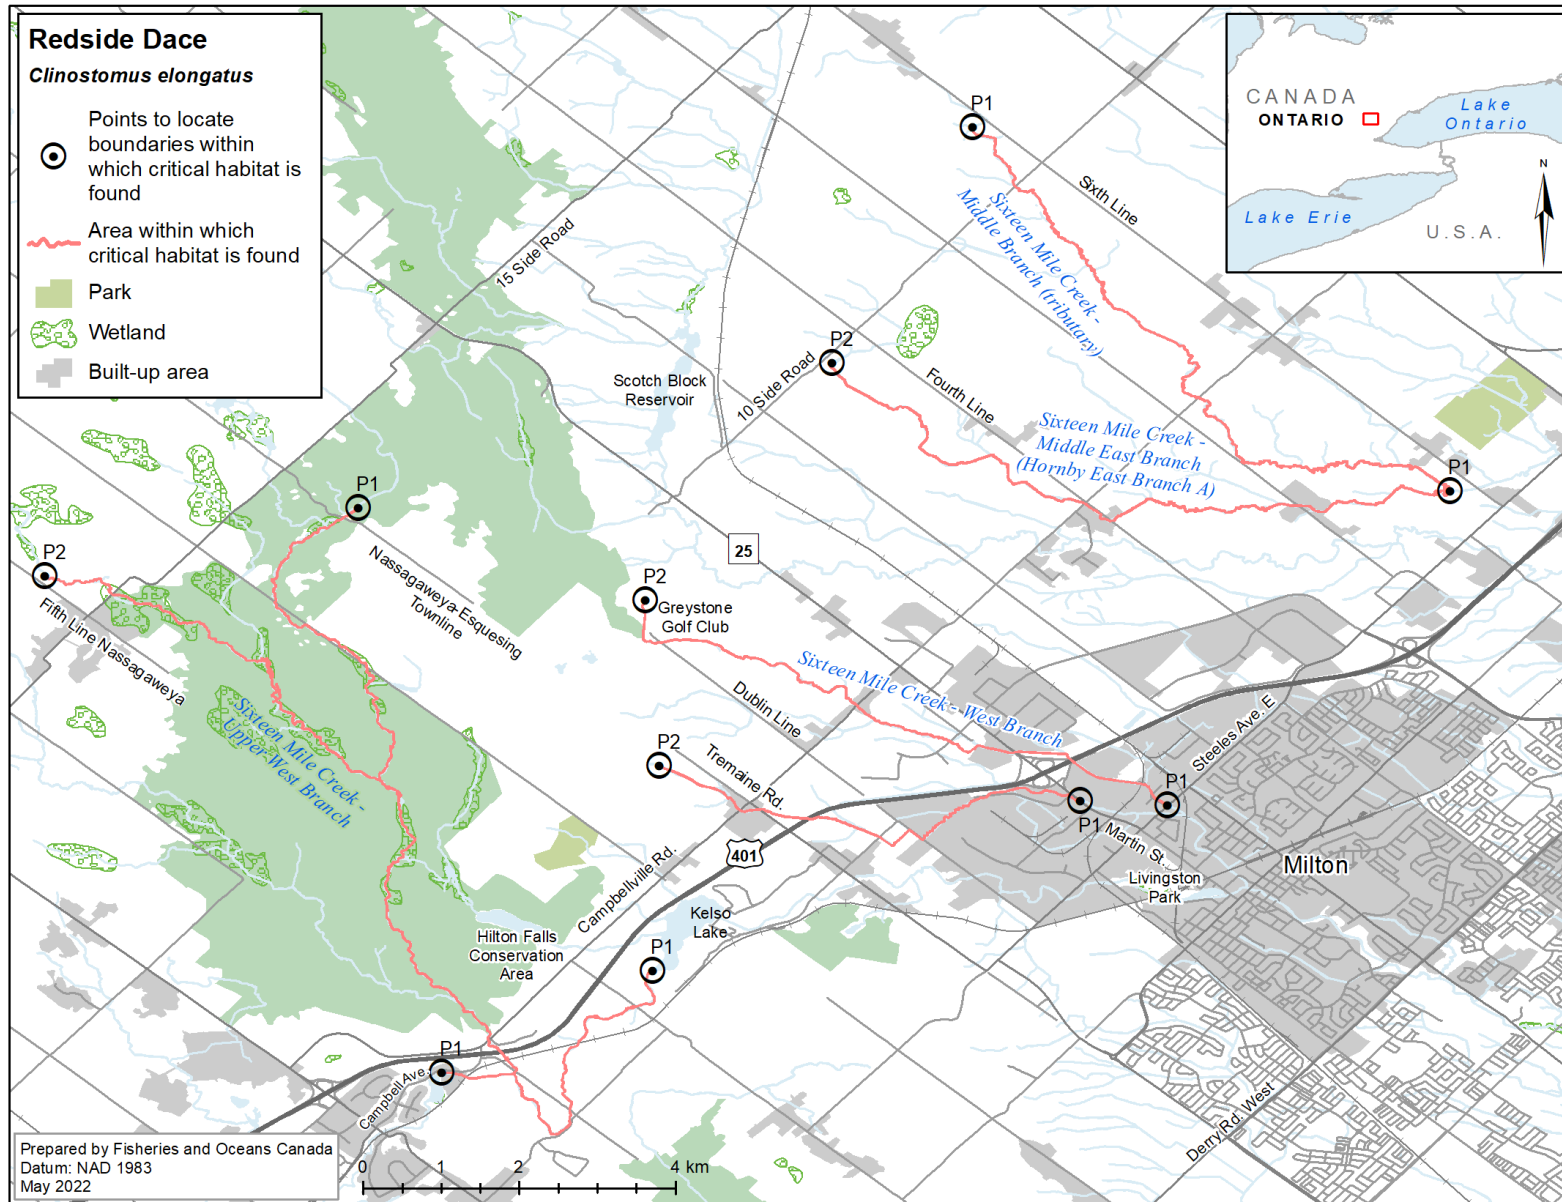 Redside Dace
Clinostomus elongatus
Points to locate
boundaries within
which critical habitat is
found
Area within which
critical habitat is found
Park
Wetland
Built-up area
CANADA
ONTARIO
Lake
Ontario
Lake Erie
U.S.A.
N
P1
Sixth Line
Sixteen Mile Creek -
Middle Branch (tributary)
15 Side Road
P2
Scotch Block
Reservoir
10 Side Road
Fourth Line
Sixteen Mile Creek -
Middle East Branch
(Hornby East Branch A)
P1
P1
25
P2
Nassagaweya-Esquesing
Townline
Fifth Line Nassagaweya
P2
Greystone
Golf Club
Sixteen Mile Creek - West Branch
Dublin Line
Sixteen Mile Creek -
Upper West Branch
P2
Tremaine Rd.
Steeles Ave. E
P1
P1
Martin St.
Milton
Livingston
Park
401
Campbellville Rd.
Kelso
Lake
Hilton Falls
Conservation
Area
P1
P1
Campbell Ave.
Derry Rd. West
Prepared by Fisheries and Oceans Canada
Datum: NAD 1983
May 2022
0 1 2 4 km